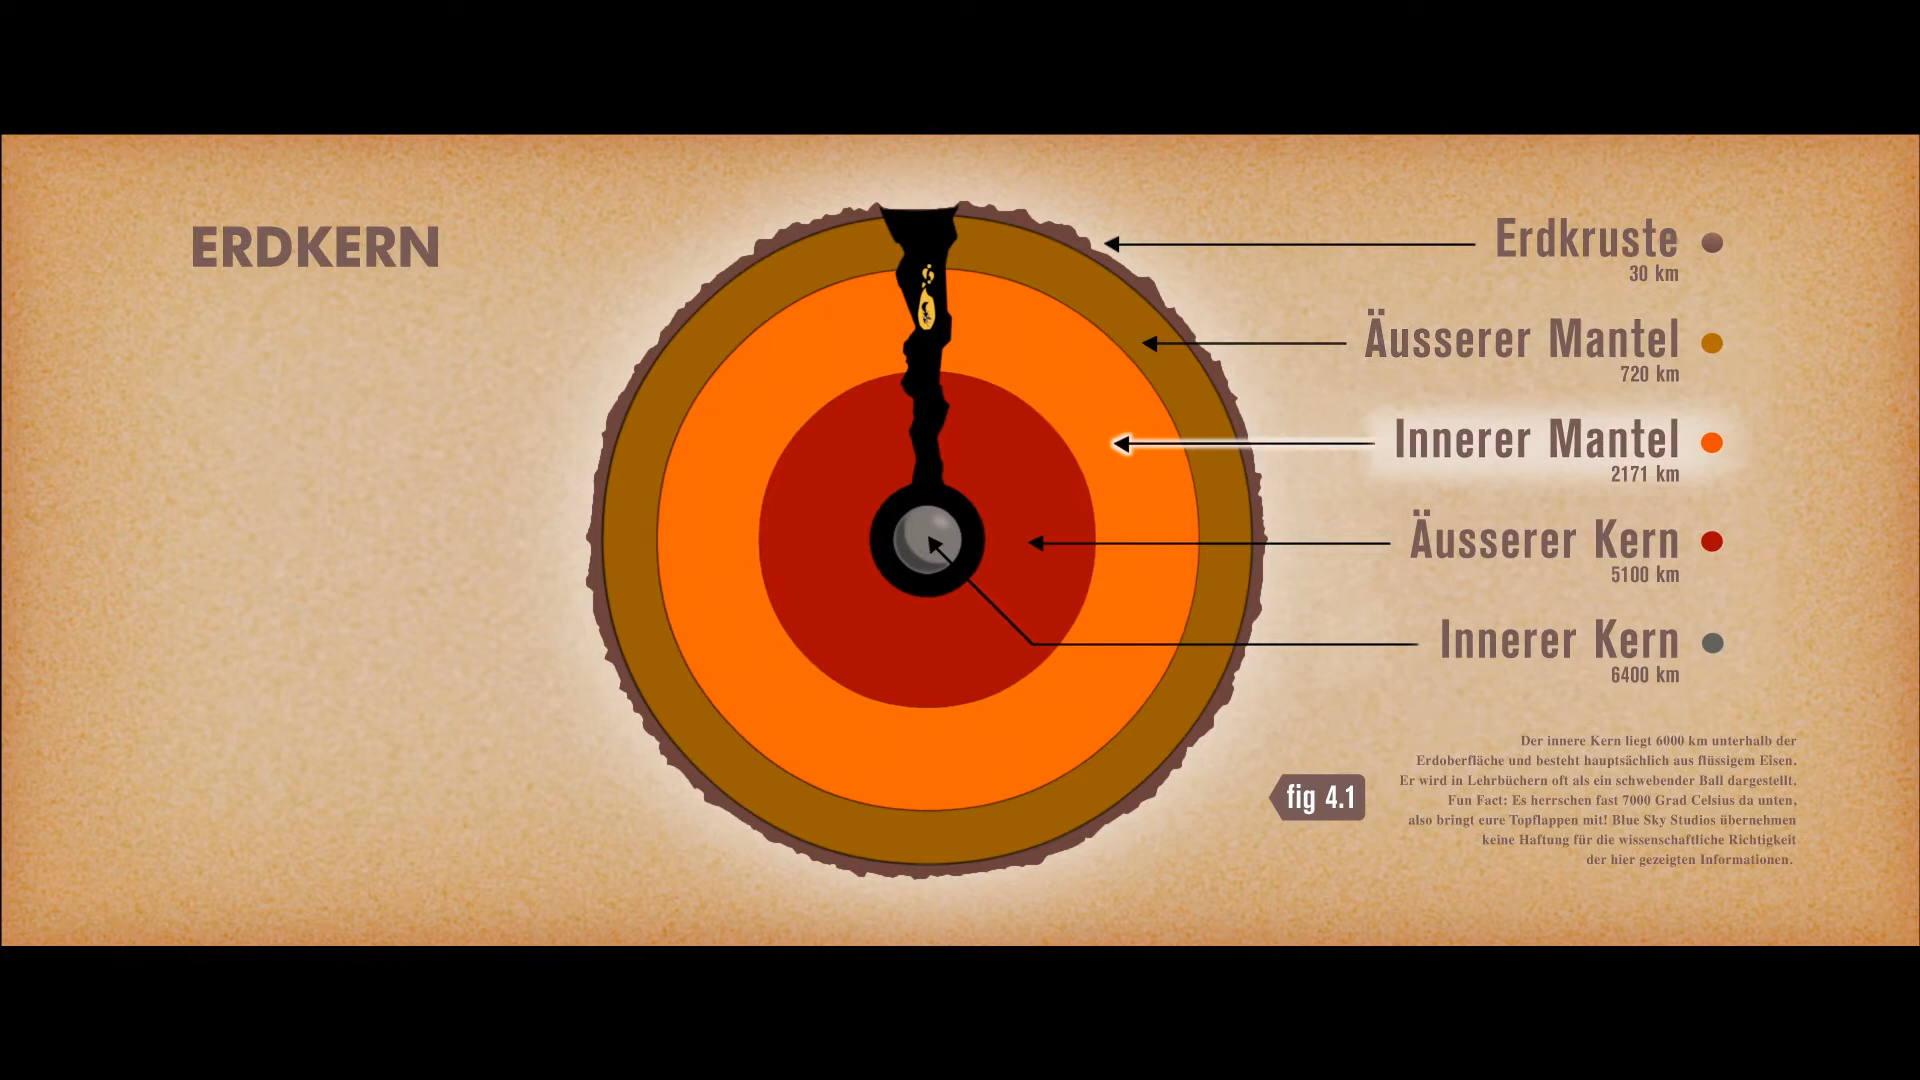 ERDKERN
Erdkruste
30 km
Äusserer Mantel
720 km
Innerer Mantel
2171 km
Äusserer Kern
5100 km
Innerer Kern
6400 km
fig 4.1
Der innere Kern liegt 6000 km unterhalb der
Erdoberfläche und besteht hauptsächlich aus flüssigem Eisen.
Er wird in Lehrbüchern oft als ein schwebender Ball dargestellt.
Fun Fact: Es herrschen fast 7000 Grad Celsius da unten,
also bringt eure Topflappen mit! Blue Sky Studios übernehmen
keine Haftung für die wissenschaftliche Richtigkeit
der hier gezeigten Informationen.